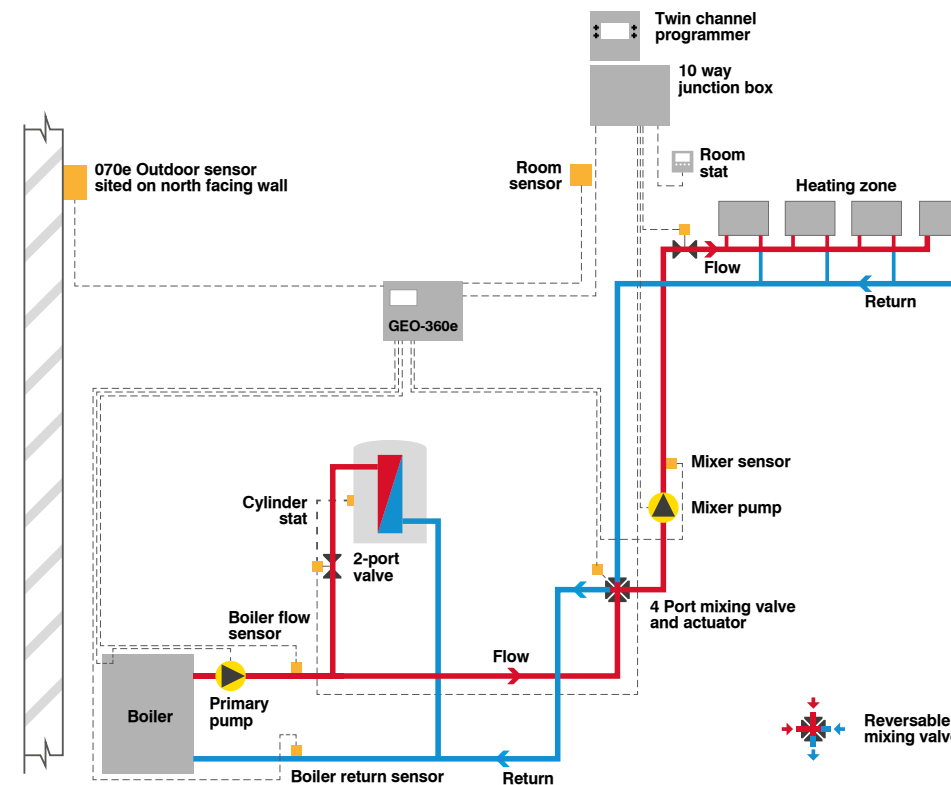 Twin channel
programmer
10 way
junction box
070e Outdoor sensor
sited on north facing wall
Room
sensor
Room
stat
Heating zone
Flow
Return
GEO-360e
Mixer sensor
Mixer pump
Cylinder
stat
2-port
valve
4 Port mixing valve
and actuator
Boiler flow
sensor
Flow
Boiler
Primary
pump
Boiler return sensor
Return
Reversable
mixing valv